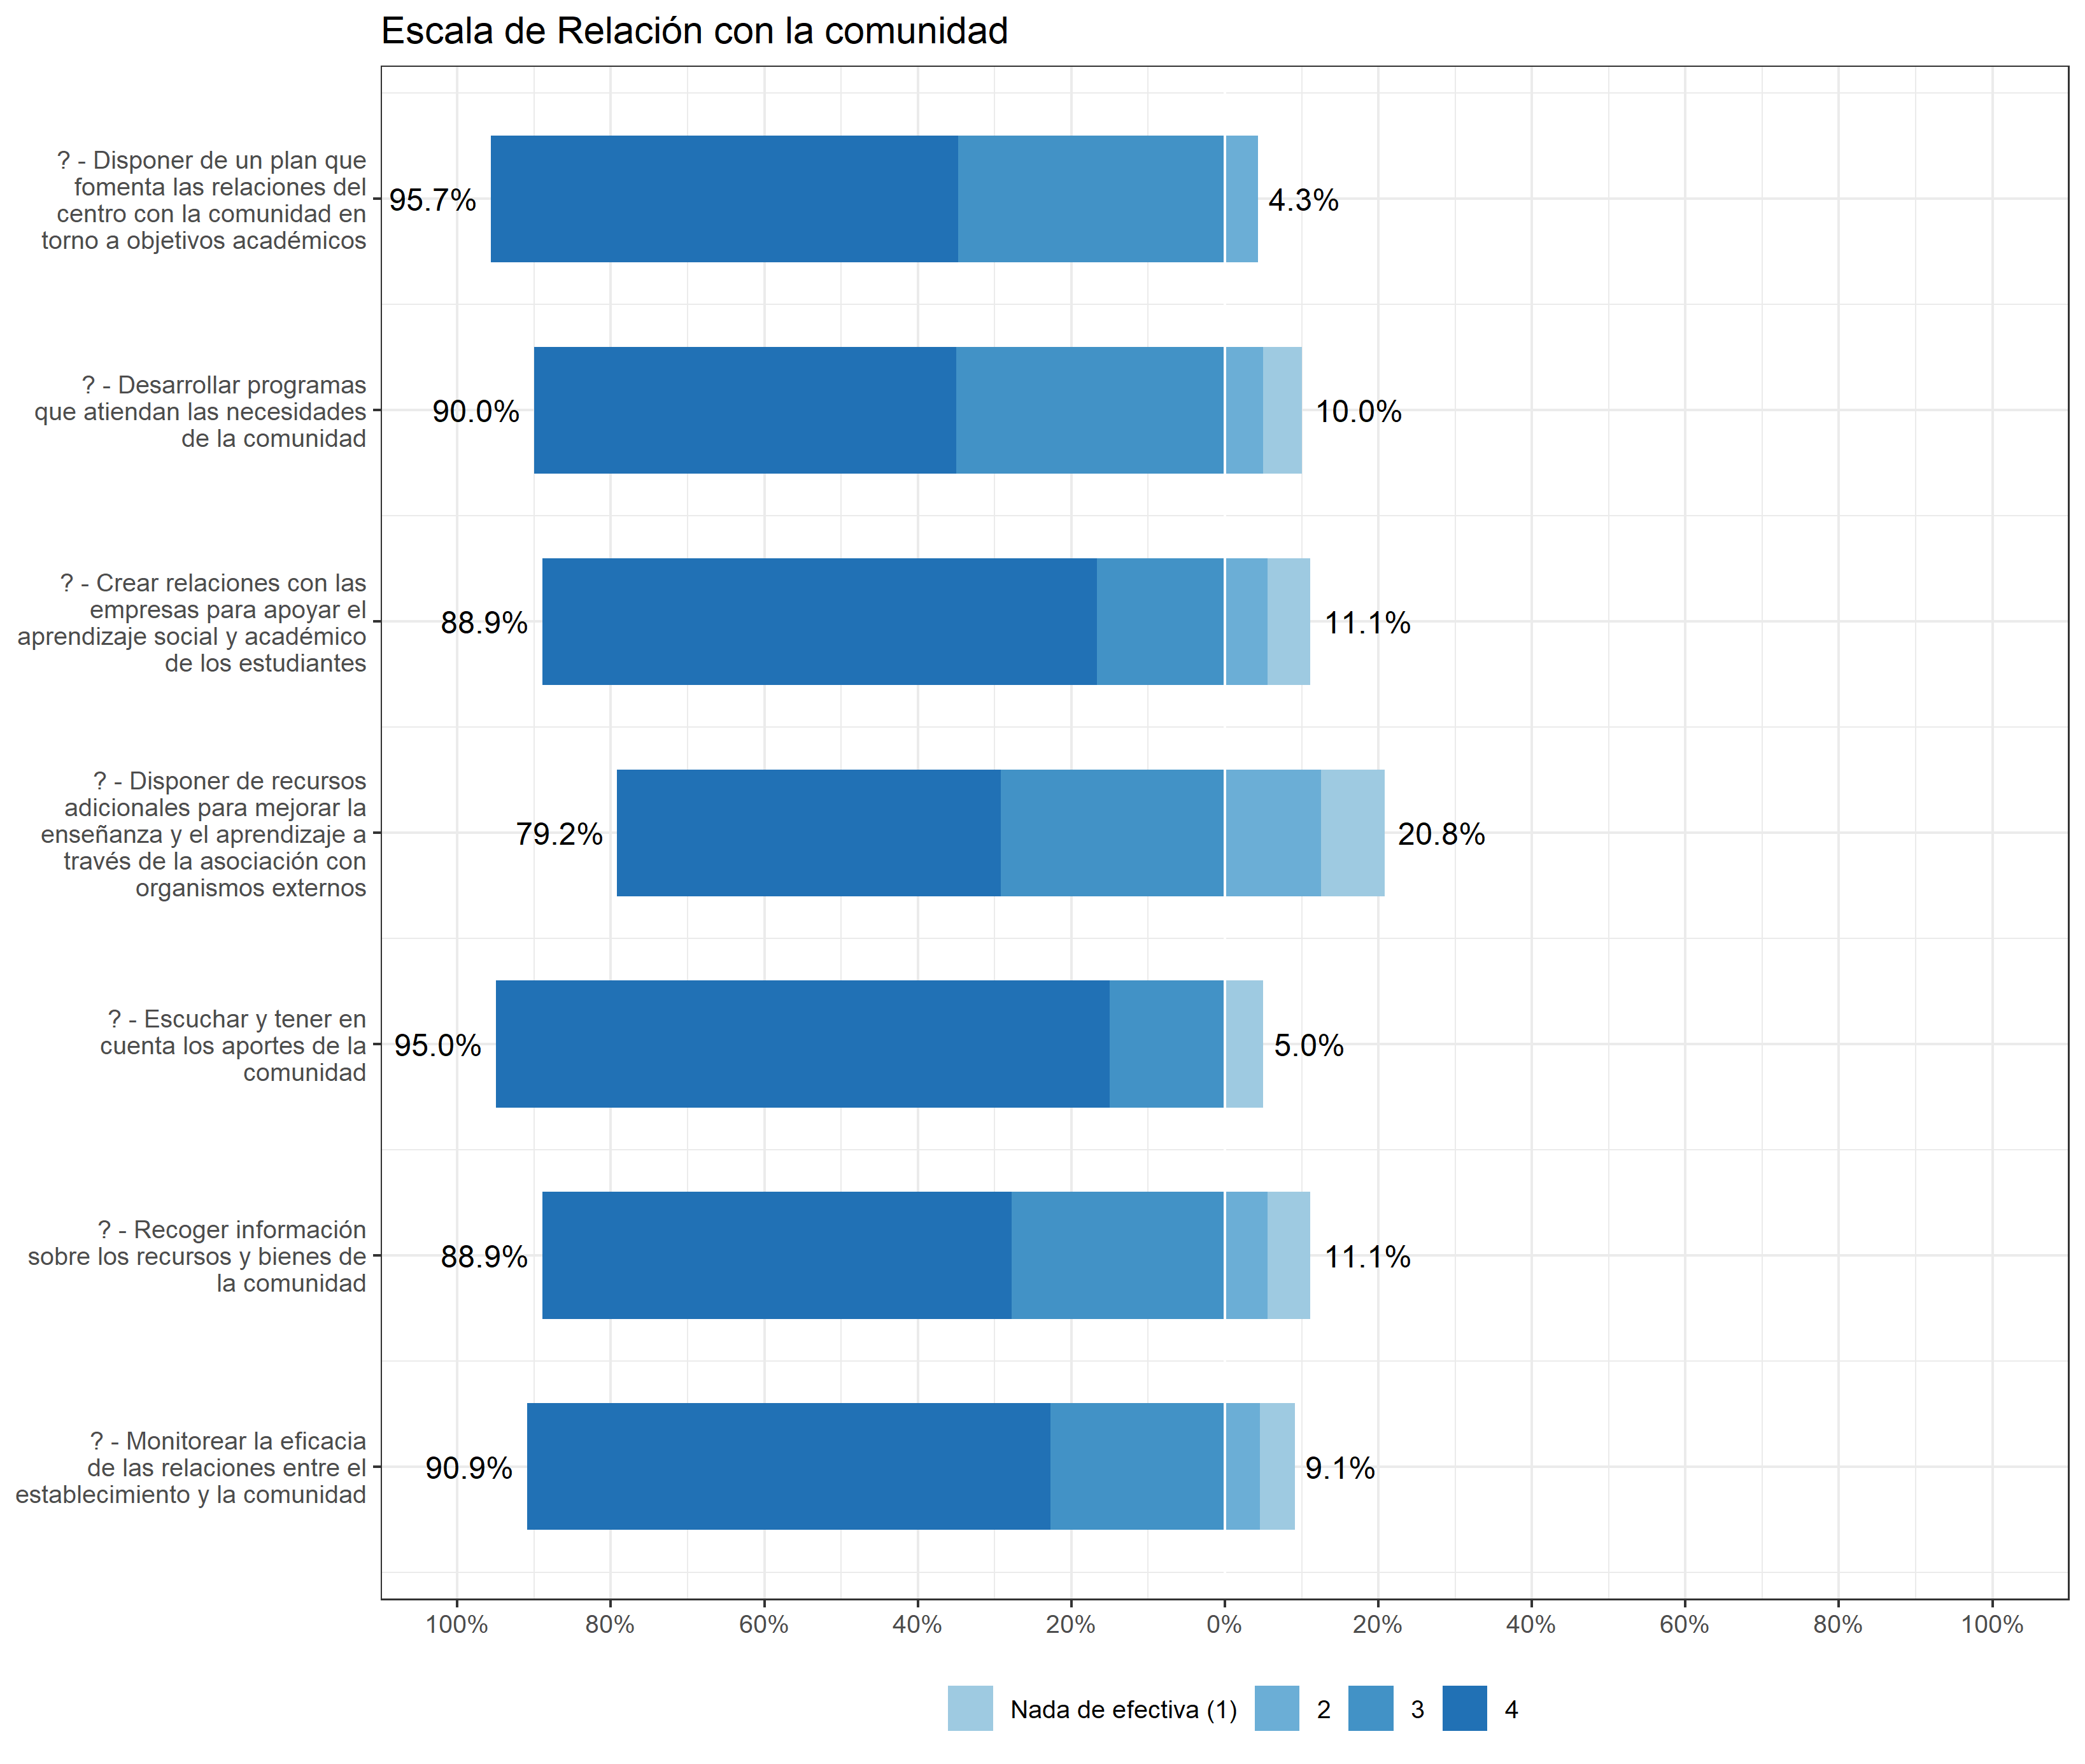 Escala de Relación con la comunidad
? - Disponer de un plan que
fomenta las relaciones del
centro con la comunidad en
torno a objetivos académicos
95.7%
4.3%
? - Desarrollar programas
que atiendan las necesidades
de la comunidad
90.0%
10.0%
? - Crear relaciones con las
empresas para apoyar el
aprendizaje social y académico
de los estudiantes
88.9%
11.1%
? - Disponer de recursos
adicionales para mejorar la
enseñanza y el aprendizaje a
través de la asociación con
organismos externos
79.2%
20.8%
? - Escuchar y tener en
cuenta los aportes de la
comunidad
95.0%
5.0%
? - Recoger información
sobre los recursos y bienes de
la comunidad
88.9%
11.1%
? - Monitorear la eficacia
de las relaciones entre el
establecimiento y la comunidad
90.9%
9.1%
100% 80% 60% 40% 20% 0% 20% 40% 60% 80% 100%
Nada de efectiva (1) 2 3 4